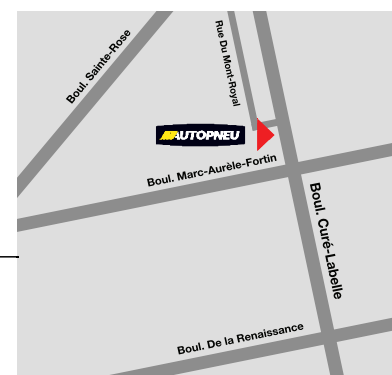 Boul. Sainte-Rose
Rue Du Mont-Royal
AUTOPNEU
Boul. Marc-Aurèle-Fortin
Boul. Curé-Labelle
Boul. De la Renaissance